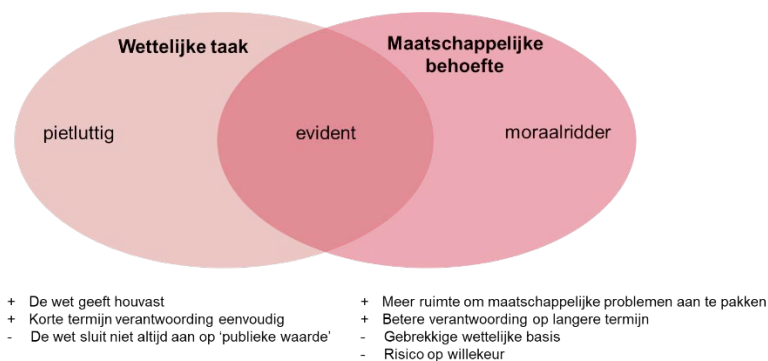 Wettelijke taak
Maatschappelijke
behoefte
pietluttig
evident
moraalridder
+ De wet geeft houvast
+ Korte termijn verantwoording eenvoudig
- De wet sluit niet altijd aan op ‘publieke waarde’
+ Meer ruimte om maatschappelijke problemen aan te pakken
+ Betere verantwoording op langere termijn
- Gebrekkige wettelijke basis
- Risico op willekeur